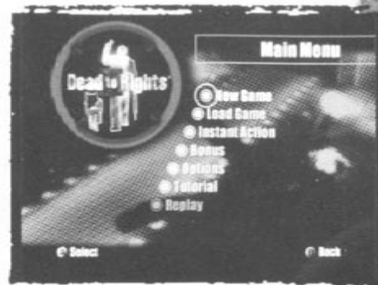 Main Menu
Dead to Rights
New Game
Load Game
Instant Action
Bonus
Options
Tutorial
Replay
Select
Back